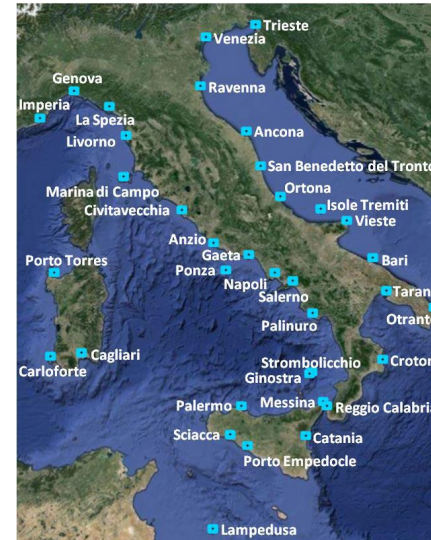 Trieste
Venezia
Genova
Ravenna
Imperia
La Spezia
Livorno
Ancona
San Benedetto del Tronto
Marina di Campo
Ortona
Civitavecchia
Isole Tremiti
Vieste
Anzio
Gaeta
Porto Torres
Ponza
Bari
Napoli
Salerno
Taran
Palinuro
Otrant
Carloforte
Cagliari
Strombolicchio
Ginostra
Croton
Palermo
Messina
Reggio Calabria
Sciacca
Catania
Porto Empedocle
Lampedusa